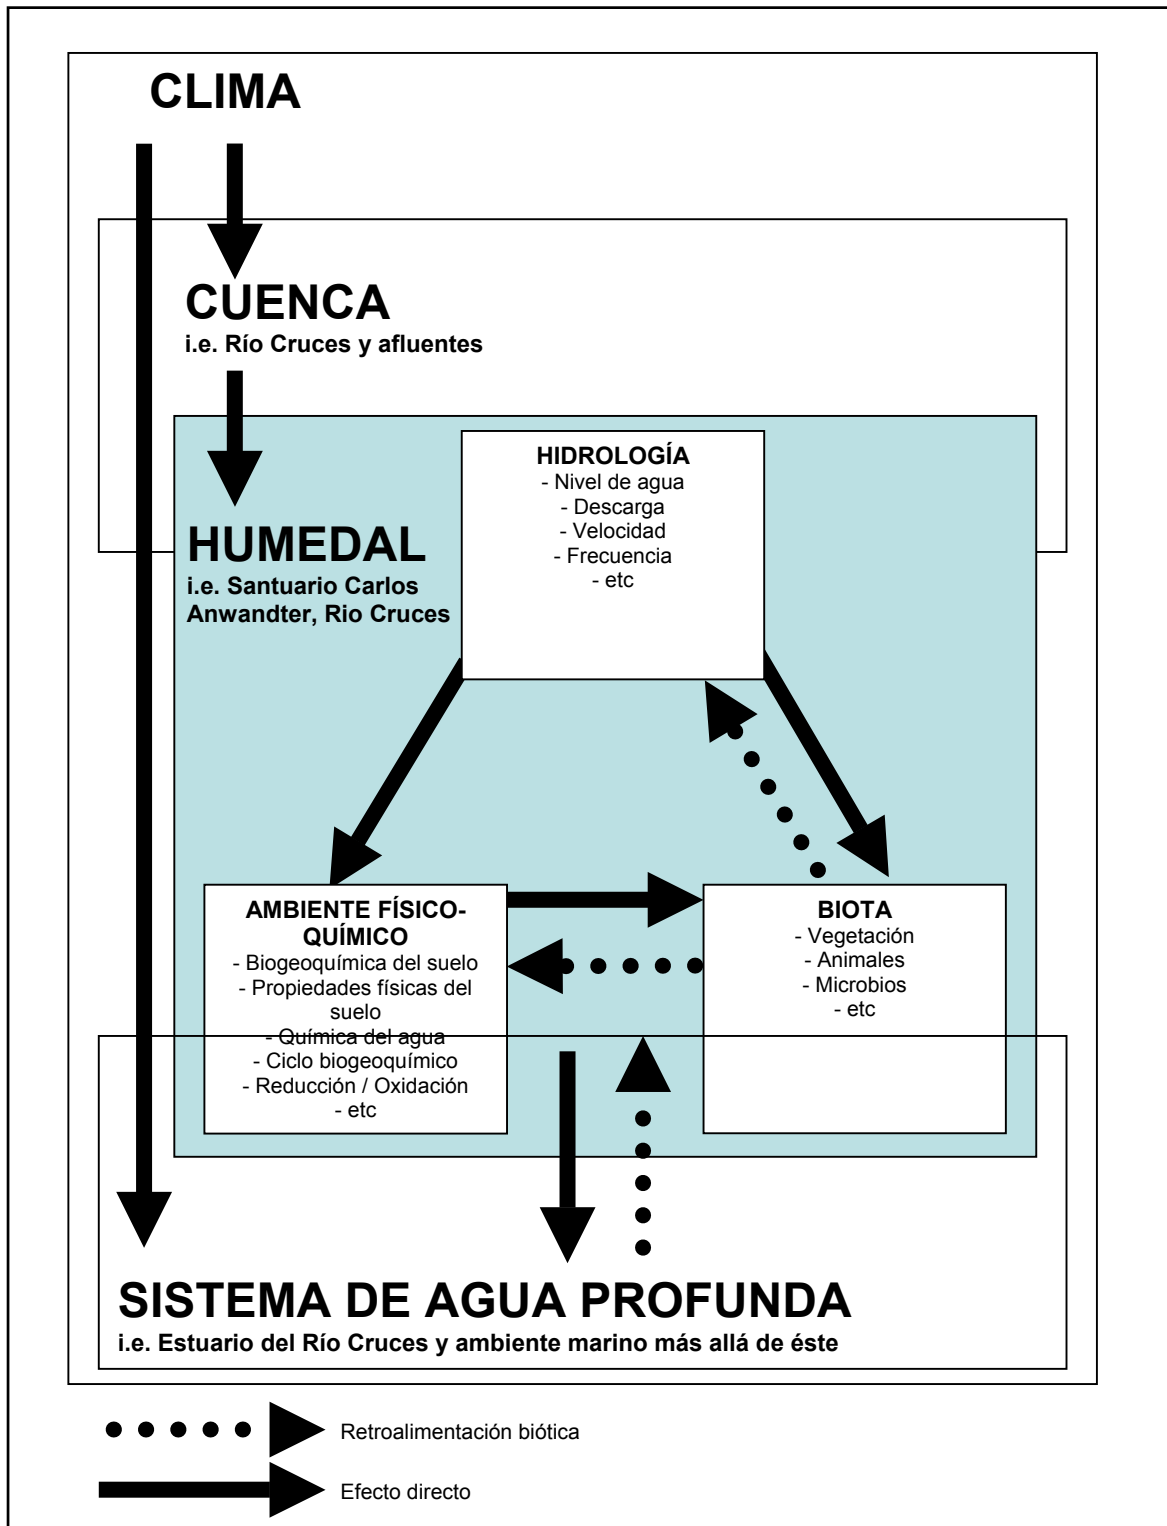 CLIMA
CUENCA
i.e. Río Cruces y afluentes
HUMEDAL
i.e. Santuario Carlos
Anwandter, Rio Cruces
HIDROLOGÍA
- Nivel de agua
- Descarga
- Velocidad
- Frecuencia
- etc
AMBIENTE FÍSICO-
QUÍMICO
- Biogeoquímica del suelo
- Propiedades físicas del
suelo
- Química del agua
- Ciclo biogeoquímico
- Reducción / Oxidación
- etc
BIOTA
- Vegetación
- Animales
- Microbios
- etc
SISTEMA DE AGUA PROFUNDA
i.e. Estuario del Río Cruces y ambiente marino más allá de éste
Retroalimentación biótica
Efecto directo